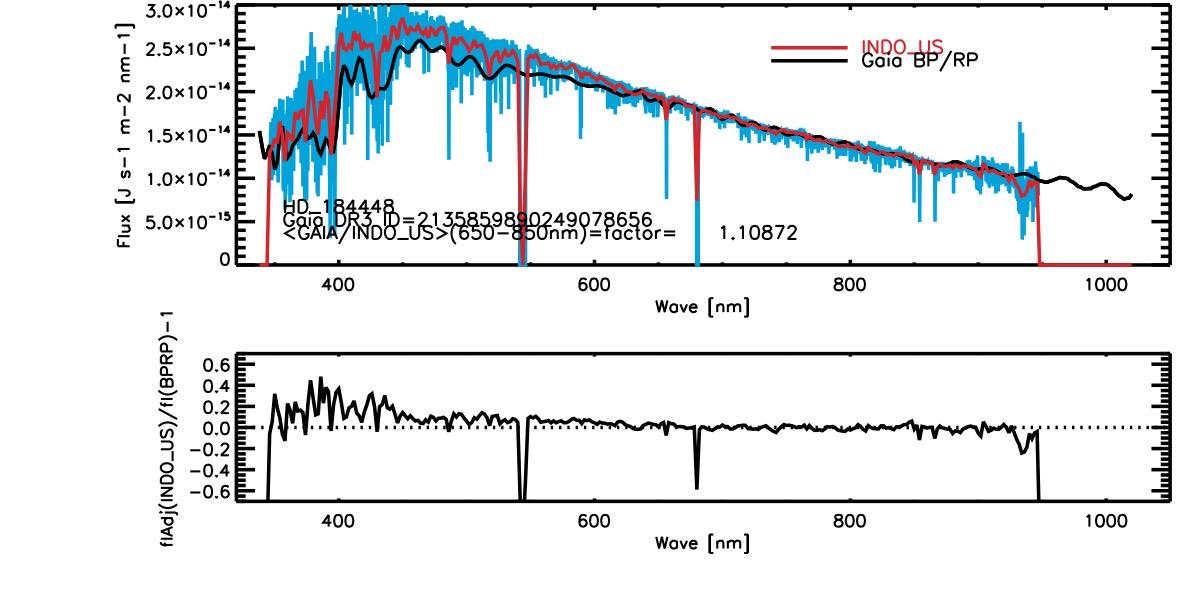 3.0×10⁻¹⁴
2.5×10⁻¹⁴
2.0×10⁻¹⁴
1.5×10⁻¹⁴
1.0×10⁻¹⁴
5.0×10⁻¹⁵
0
Flux [J s-1 m-2 nm-1]
INDO_US
Gaia BP/RP
HD_184448
Gaia DR3 ID=2135859890249078656
<GAIA/INDO_US>(650-850nm)=factor= 1.10872
400 600 800 1000
Wave [nm]
0.6
0.4
0.2
0.0
-0.2
-0.4
-0.6
flAdj(INDO_US)/fl(BPRP)-1
400 600 800 1000
Wave [nm]